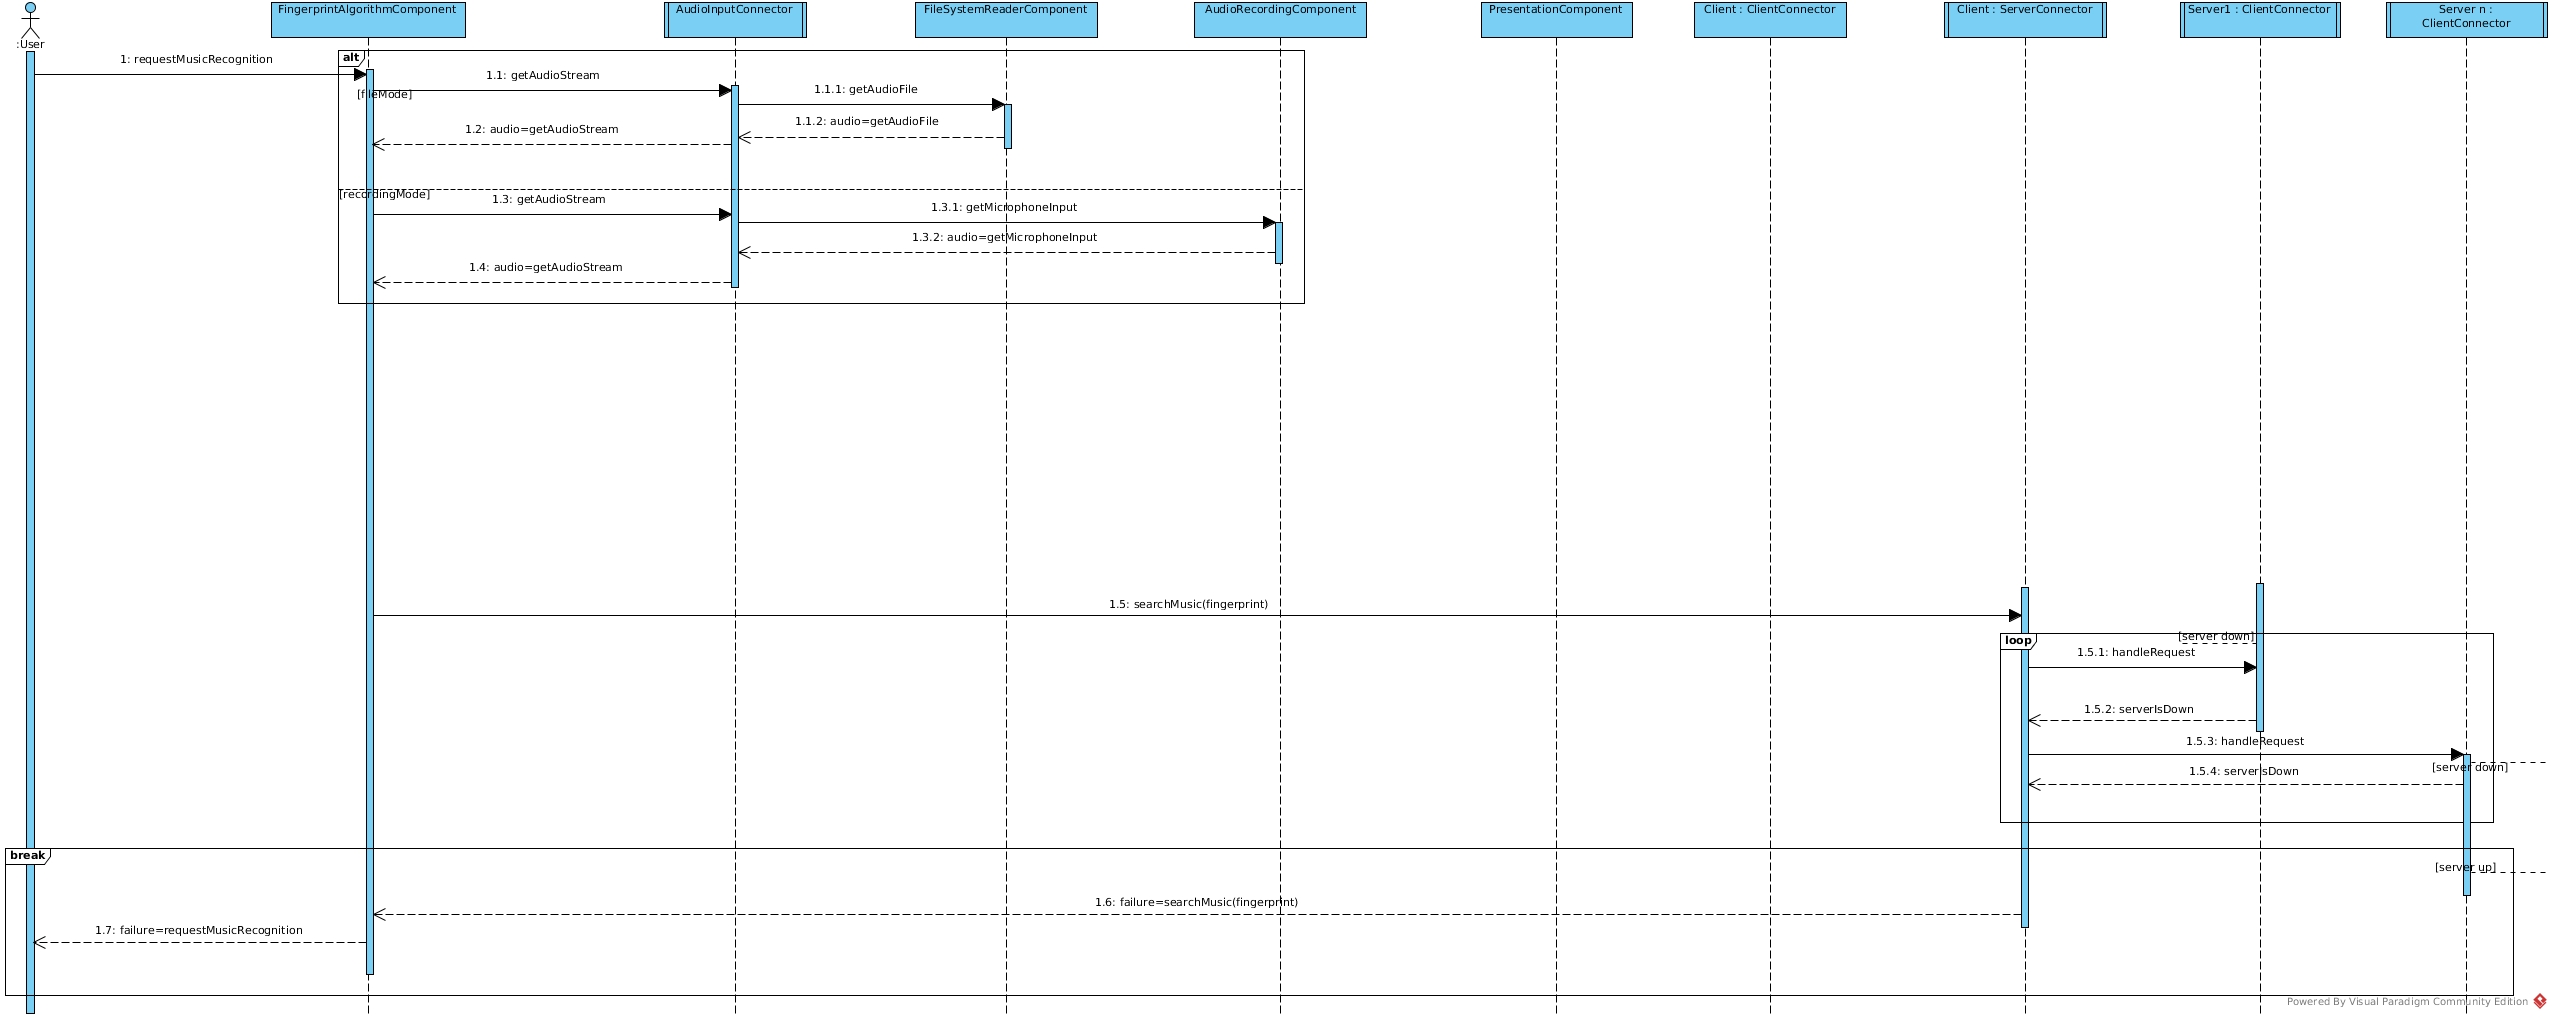 :User
FingerprintAlgorithmComponent
AudioInputConnector
FileSystemReaderComponent
AudioRecordingComponent
PresentationComponent
Client : ClientConnector
Client : ServerConnector
Server1 : ClientConnector
Server n :
ClientConnector
alt
1: requestMusicRecognition
1.1: getAudioStream
[fileMode]
1.1.1: getAudioFile
1.1.2: audio=getAudioFile
1.2: audio=getAudioStream
[recordingMode]
1.3: getAudioStream
1.3.1: getMicrophoneInput
1.3.2: audio=getMicrophoneInput
1.4: audio=getAudioStream
1.5: searchMusic(fingerprint)
loop
[server down]
1.5.1: handleRequest
1.5.2: serverIsDown
1.5.3: handleRequest
[server down]
1.5.4: serverIsDown
break
[server up]
1.6: failure=searchMusic(fingerprint)
1.7: failure=requestMusicRecognition
Powered By Visual Paradigm Community Edition